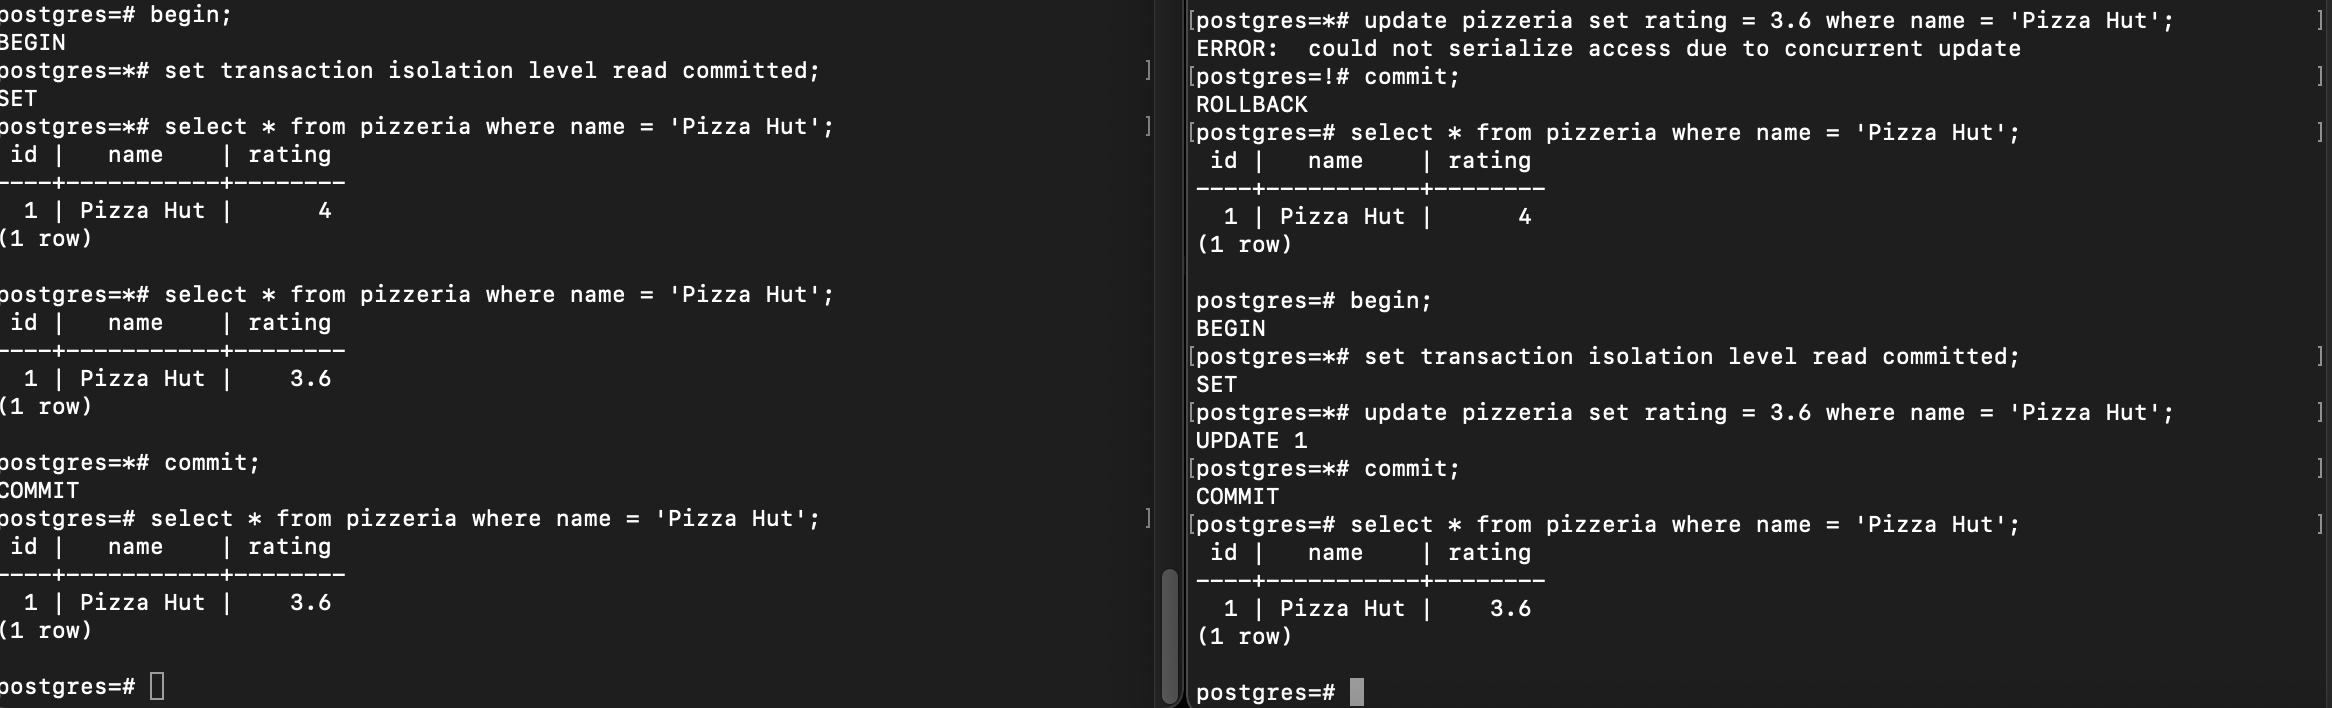 postgres=# begin;
BEGIN
postgres=*# set transaction isolation level read committed;
SET
postgres=*# select * from pizzeria where name = 'Pizza Hut';
 id |   name    | rating
----+-----------+--------
  1 | Pizza Hut |      4
(1 row)

postgres=*# select * from pizzeria where name = 'Pizza Hut';
 id |   name    | rating
----+-----------+--------
  1 | Pizza Hut |    3.6
(1 row)

postgres=*# commit;
COMMIT
postgres=# select * from pizzeria where name = 'Pizza Hut';
 id |   name    | rating
----+-----------+--------
  1 | Pizza Hut |    3.6
(1 row)

postgres=#
[postgres=*# update pizzeria set rating = 3.6 where name = 'Pizza Hut'; ]
ERROR:  could not serialize access due to concurrent update
[postgres=!# commit; ]
ROLLBACK
[postgres=# select * from pizzeria where name = 'Pizza Hut'; ]
 id |   name    | rating
----+-----------+--------
  1 | Pizza Hut |      4
(1 row)

postgres=# begin;
BEGIN
[postgres=*# set transaction isolation level read committed; ]
SET
[postgres=*# update pizzeria set rating = 3.6 where name = 'Pizza Hut'; ]
UPDATE 1
[postgres=*# commit; ]
COMMIT
[postgres=# select * from pizzeria where name = 'Pizza Hut'; ]
 id |   name    | rating
----+-----------+--------
  1 | Pizza Hut |    3.6
(1 row)

postgres=#